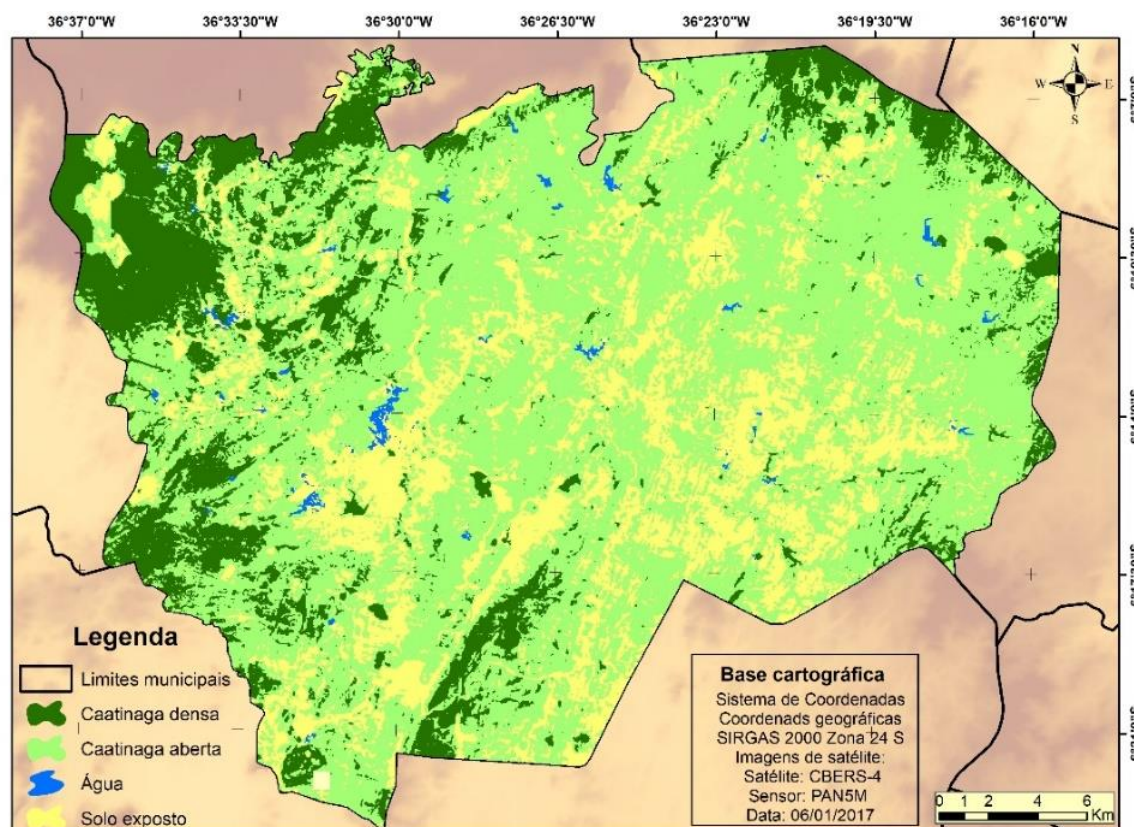 36°37'0"W 36°33'30"W 36°30'0"W 36°26'30"W 36°23'0"W 36°19'30"W 36°16'0"W
N
W E
S
6°14'0"S
Legenda
Limites municipais
Caatinaga densa
Caatinaga aberta
Água
Solo exposto
Base cartográfica
Sistema de Coordenadas
Coordenads geográficas
SIRGAS 2000 Zona 24 S
Imagens de satélite:
Satélite: CBERS-4
Sensor: PAN5M
Data: 06/01/2017
0 1 2 4 6
Km